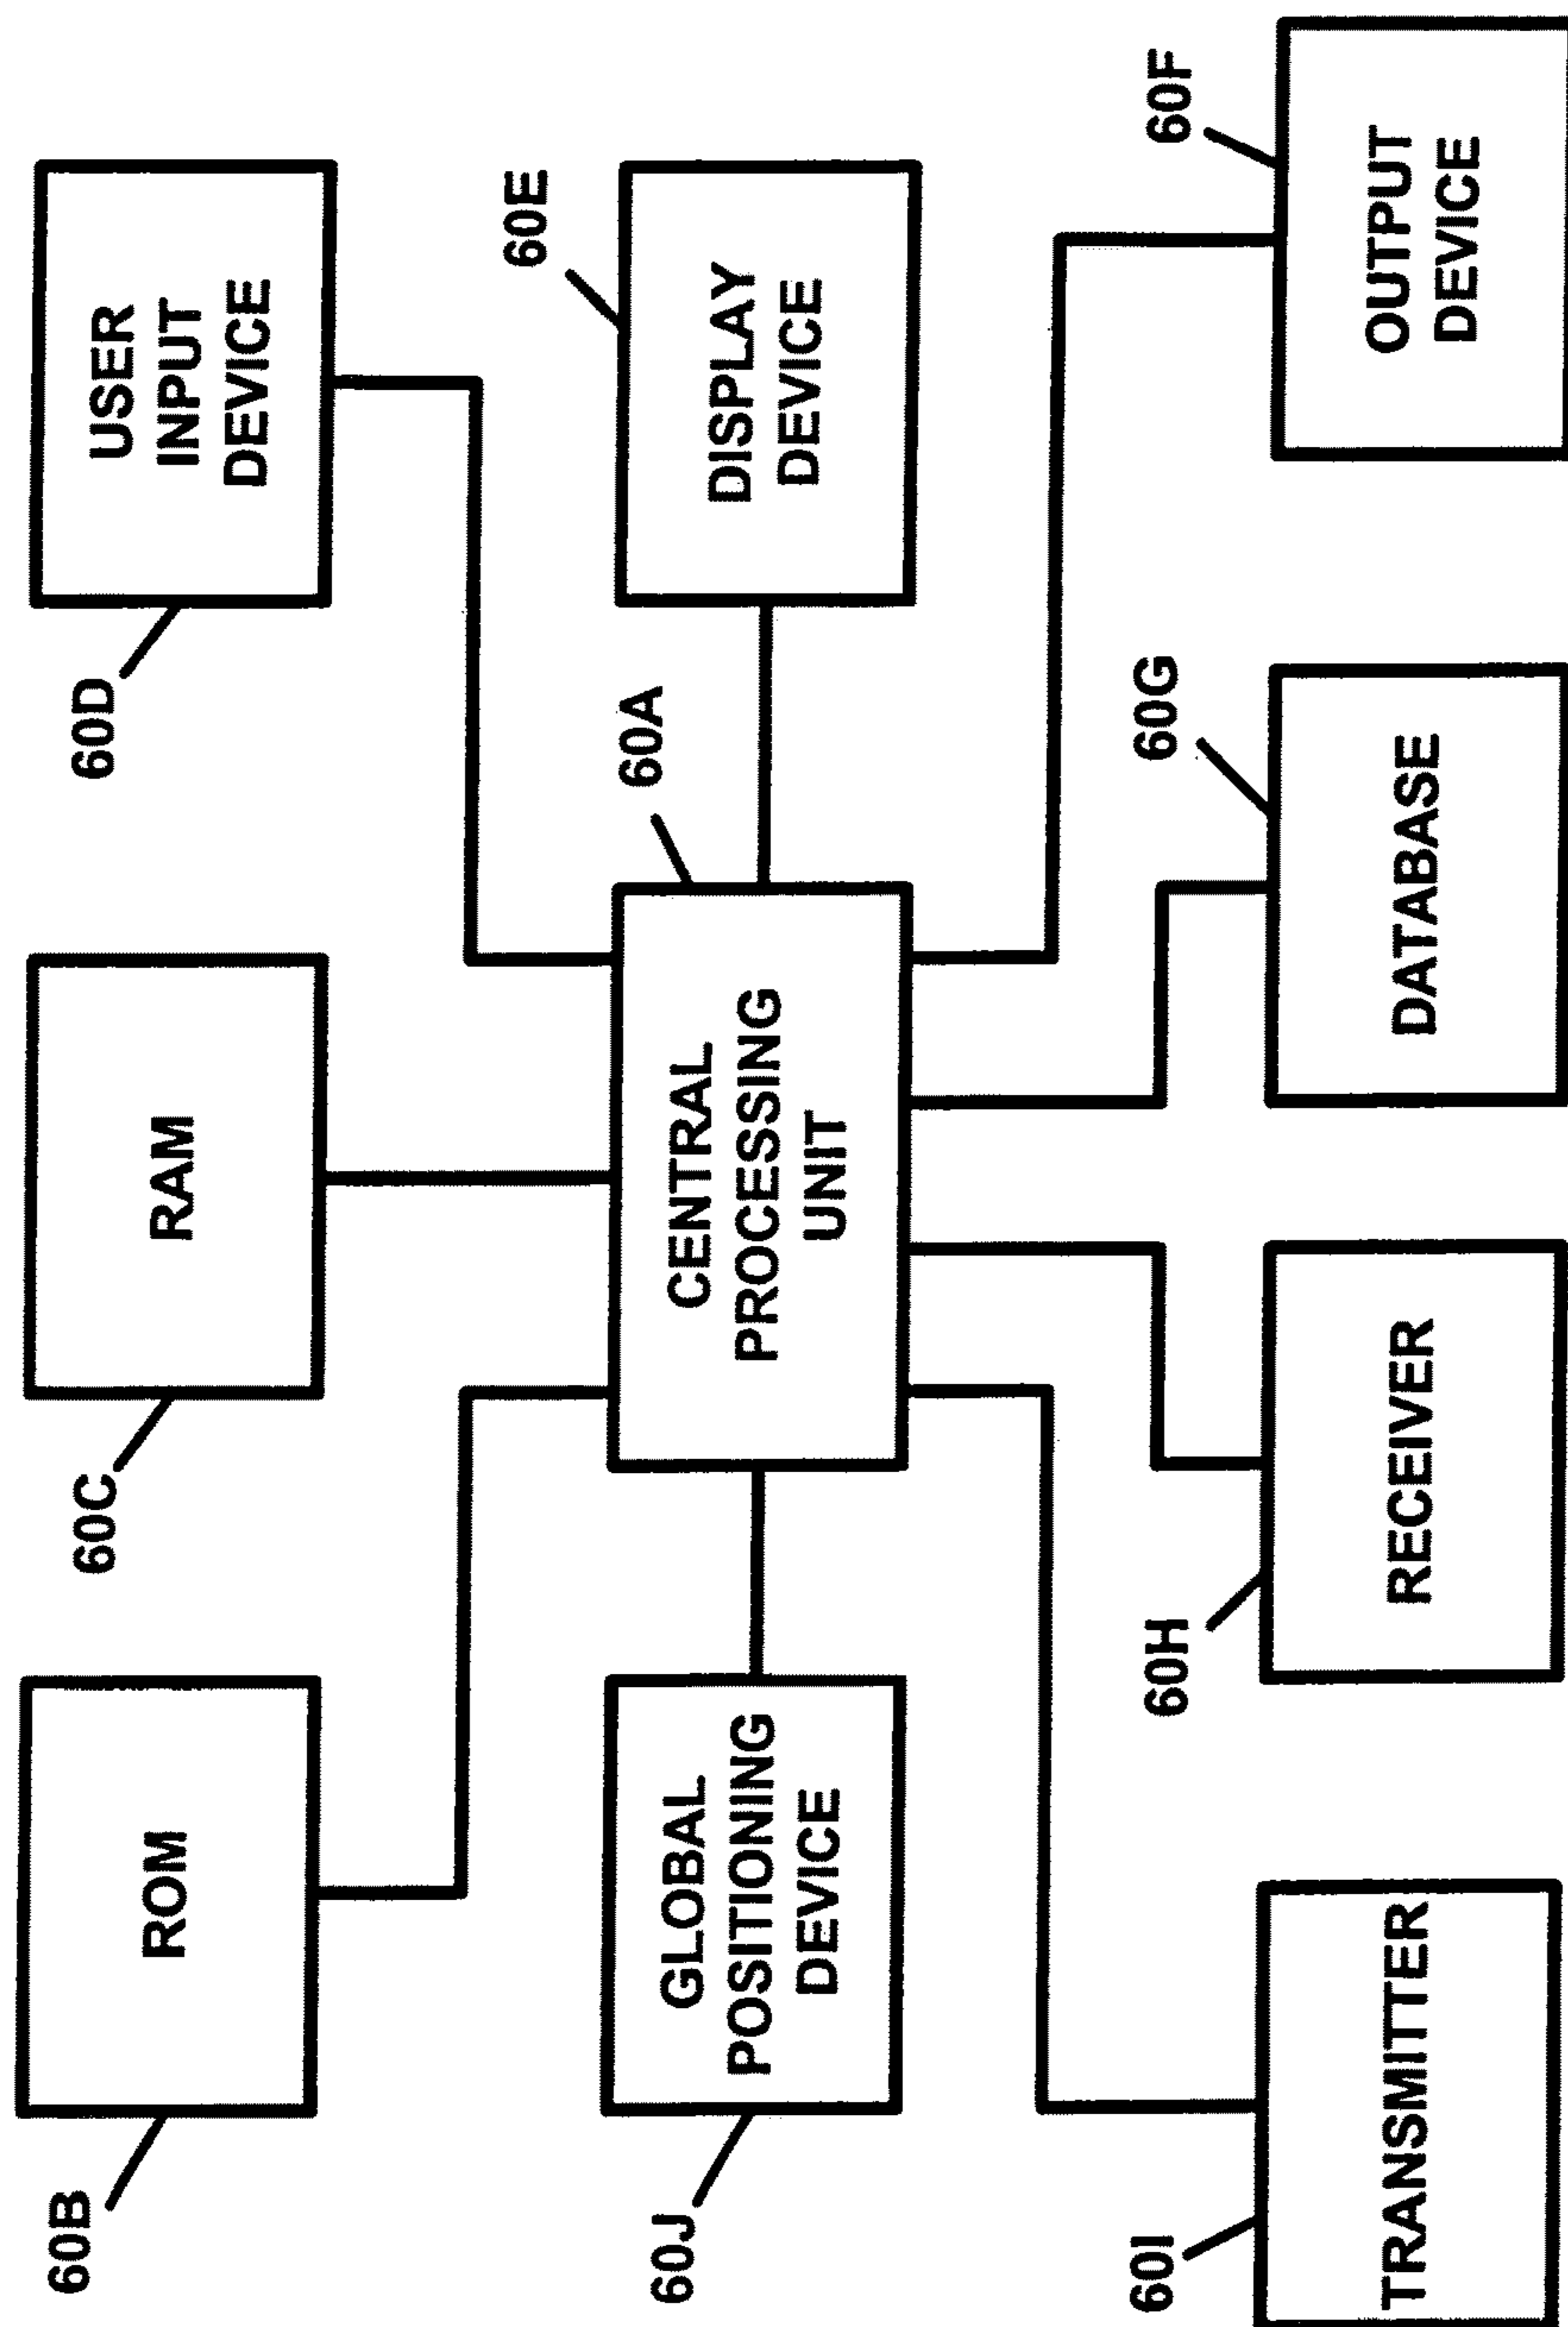 60B
ROM
60C
RAM
60D
USER
INPUT
DEVICE
60J
GLOBAL
POSITIONING
DEVICE
60A
CENTRAL
PROCESSING
UNIT
60E
DISPLAY
DEVICE
60I
TRANSMITTER
60H
RECEIVER
60G
DATABASE
60F
OUTPUT
DEVICE